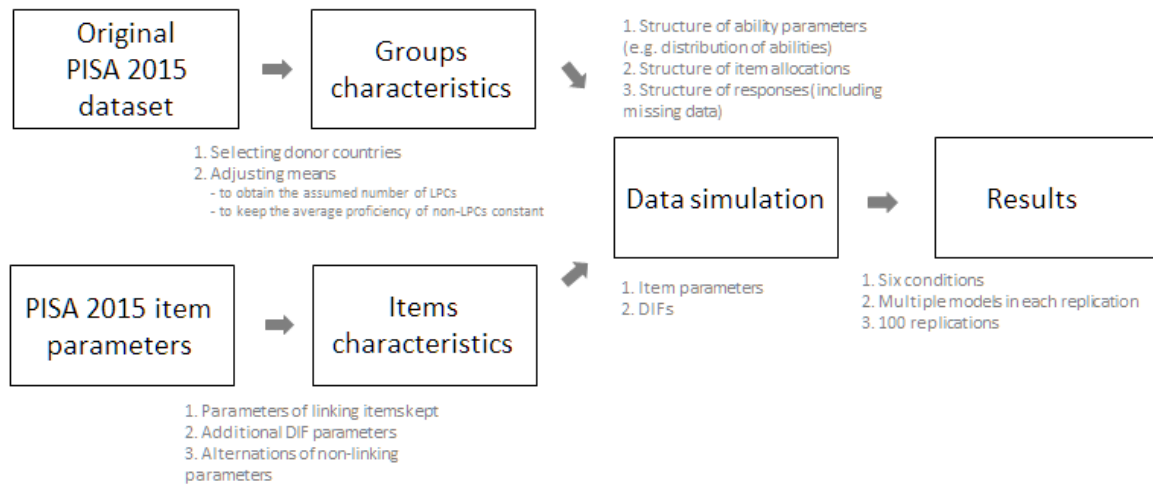 Original
PISA 2015
dataset
Groups
characteristics
1. Structure of ability parameters
(e.g. distribution of abilities)
2. Structure of item allocations
3. Structure of responses(including
missing data)
1. Selecting donor countries
2. Adjusting means
- to obtain the assumed number of LPCs
- to keep the average proficiency of non-LPCs constant
Data simulation
Results
PISA 2015 item
parameters
Items
characteristics
1. Item parameters
2. DIFs
1. Six conditions
2. Multiple models in each replication
3. 100 replications
1. Parameters of linking itemskept
2. Additional DIF parameters
3. Alternations of non-linking
parameters